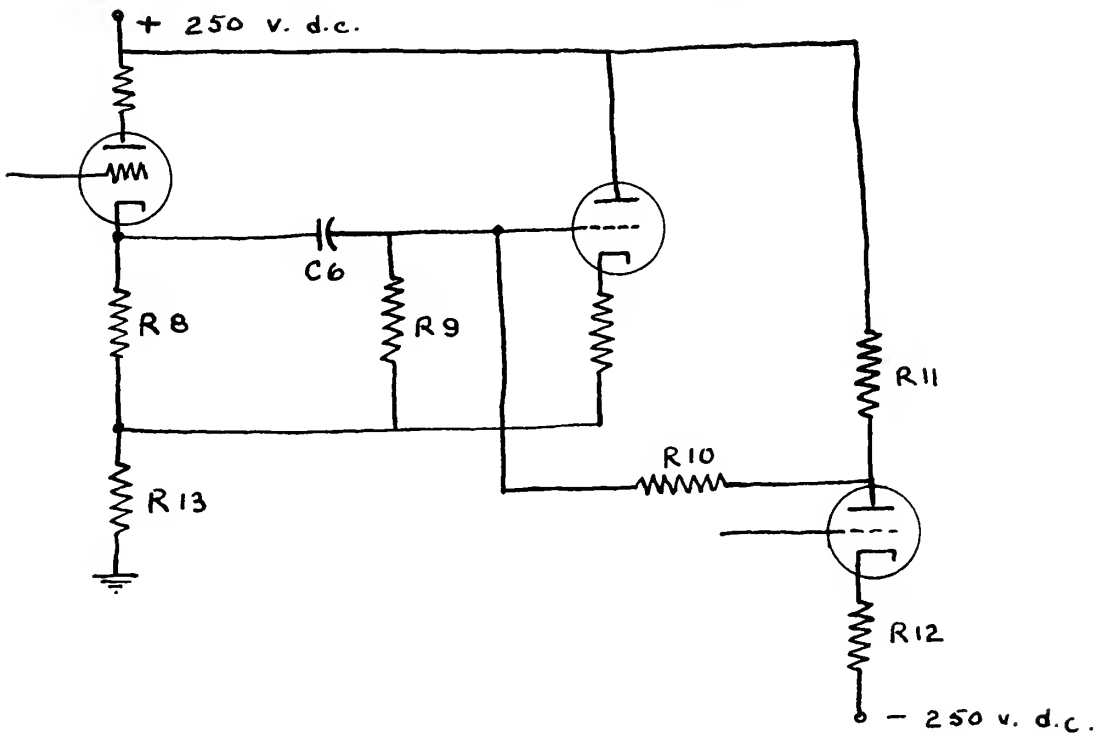 + 250 v. d.c.
C6
R8
R9
R11
R10
R13
R12
- 250 v. d.c.